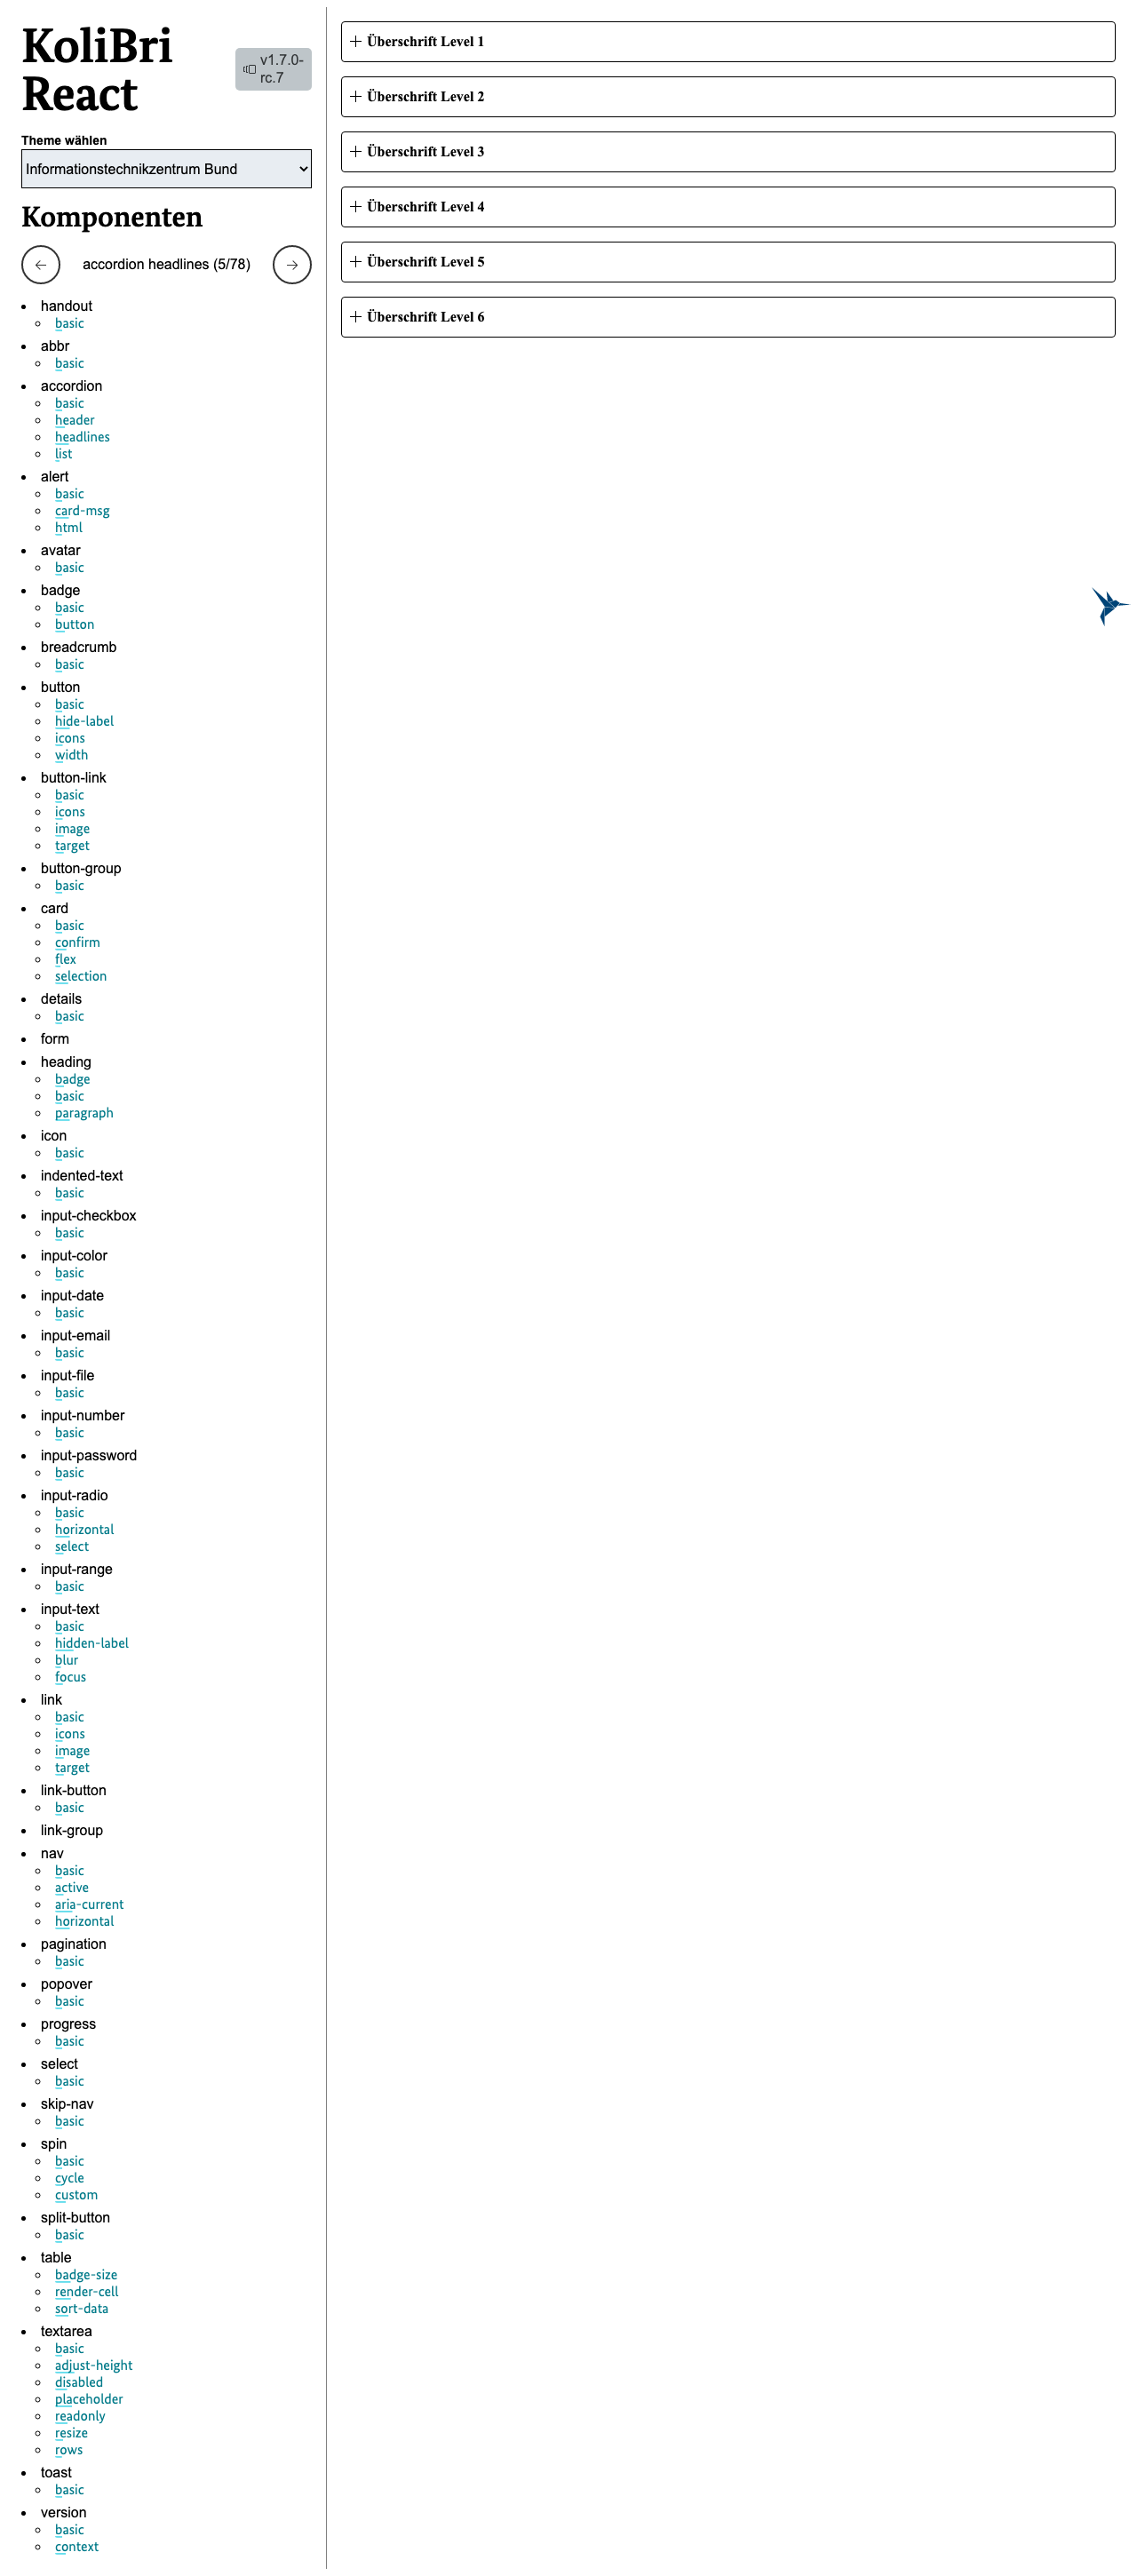 KoliBri
React
v1.7.0-
rc.7
Theme wählen
Informationstechnikzentrum Bund
Komponenten
accordion headlines (5/78)
handout
basic
abbr
basic
accordion
basic
header
headlines
list
alert
basic
card-msg
html
avatar
basic
badge
basic
button
breadcrumb
basic
button
basic
hide-label
icons
width
button-link
basic
icons
image
target
button-group
basic
card
basic
confirm
flex
selection
details
basic
form
heading
badge
basic
paragraph
icon
basic
indented-text
basic
input-checkbox
basic
input-color
basic
input-date
basic
input-email
basic
input-file
basic
input-number
basic
input-password
basic
input-radio
basic
horizontal
select
input-range
basic
input-text
basic
hidden-label
blur
focus
link
basic
icons
image
target
link-button
basic
link-group
nav
basic
active
aria-current
horizontal
pagination
basic
popover
basic
progress
basic
select
basic
skip-nav
basic
spin
basic
cycle
custom
split-button
basic
table
badge-size
render-cell
sort-data
textarea
basic
adjust-height
disabled
placeholder
readonly
resize
rows
toast
basic
version
basic
context
Überschrift Level 1
Überschrift Level 2
Überschrift Level 3
Überschrift Level 4
Überschrift Level 5
Überschrift Level 6